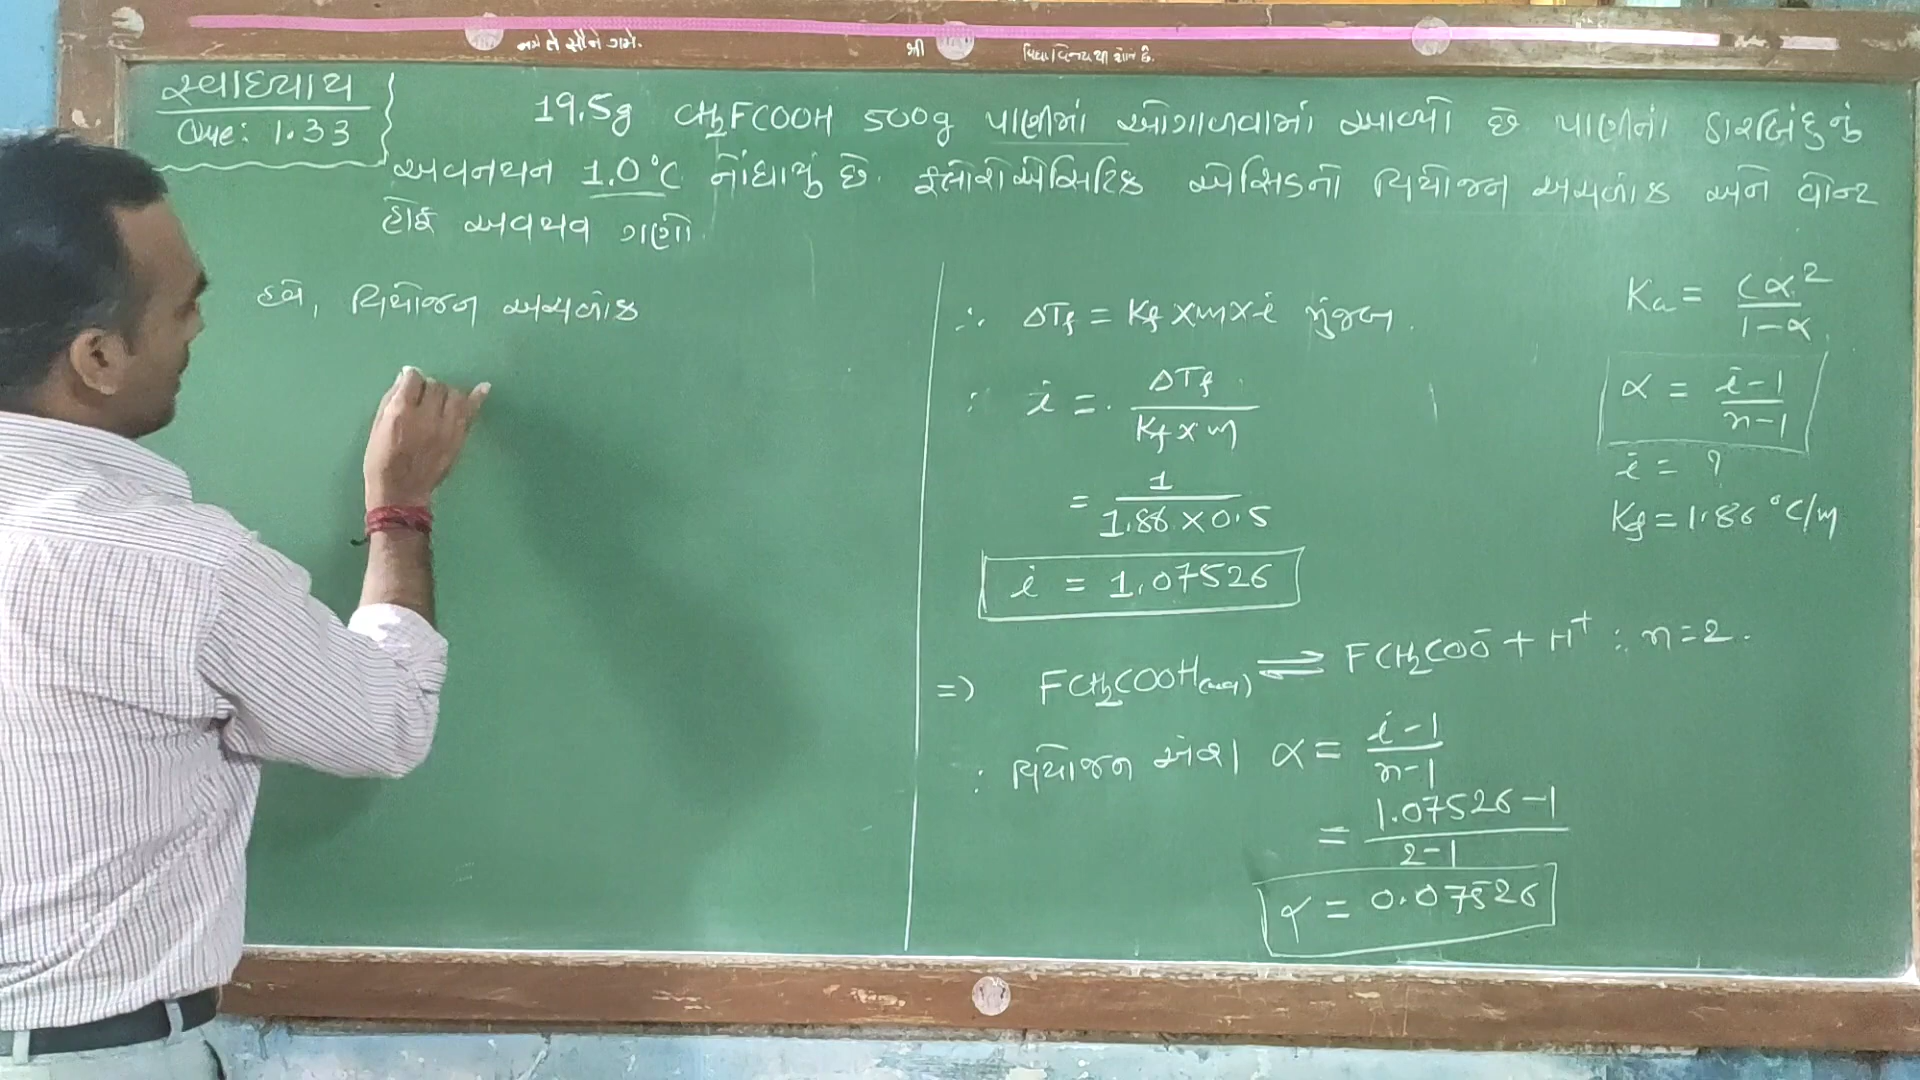 નમે તે સૌને ગમે.
શ્રી
સ્વાધ્યાય
Que: 1.33
19.5g CH₂FCOOH 500g પાણીમાં ઓગાળવામાં આવ્યો છે પાણીનાં ઠારબિંદુનું
અવનયન 1.0°C નોંધાયું છે. ફ્લોરોએસિટિક એસિડનો વિયોજન અચળાંક અને વોન્ટ
હોફ અવયવ ગણો.
હવે, વિયોજન અચળાંક
∴ ΔTf = Kf × m × i મુજબ.
∴ i = ΔTf / Kf × m
= 1 / 1.86 × 0.5
i = 1.07526
⇒ FCH₂COOH(aq) ⇌ FCH₂COO⁻ + H⁺ ∴ n = 2.
∴ વિયોજન અંશ α = i-1 / n-1
= 1.07526-1 / 2-1
α = 0.07526
Ka = Cα² / 1-α
α = i-1 / n-1
i = ?
Kf = 1.86 °C/m